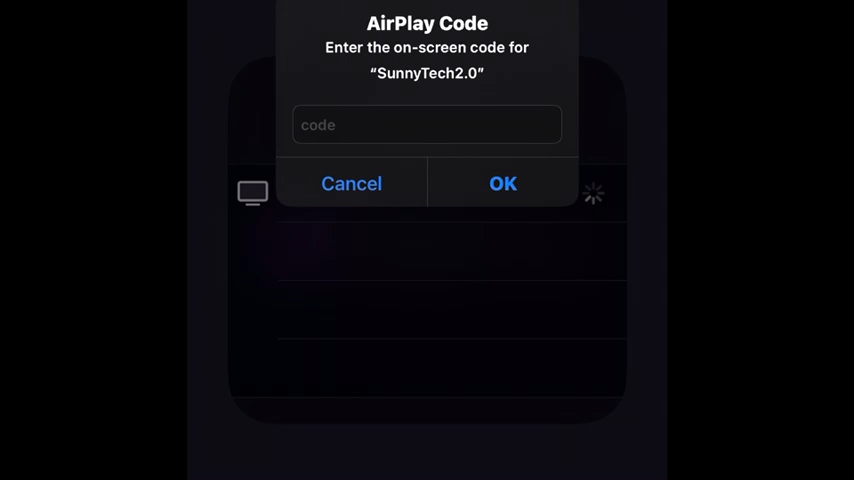 AirPlay Code
Enter the on-screen code for
“SunnyTech2.0”
code
Cancel
OK